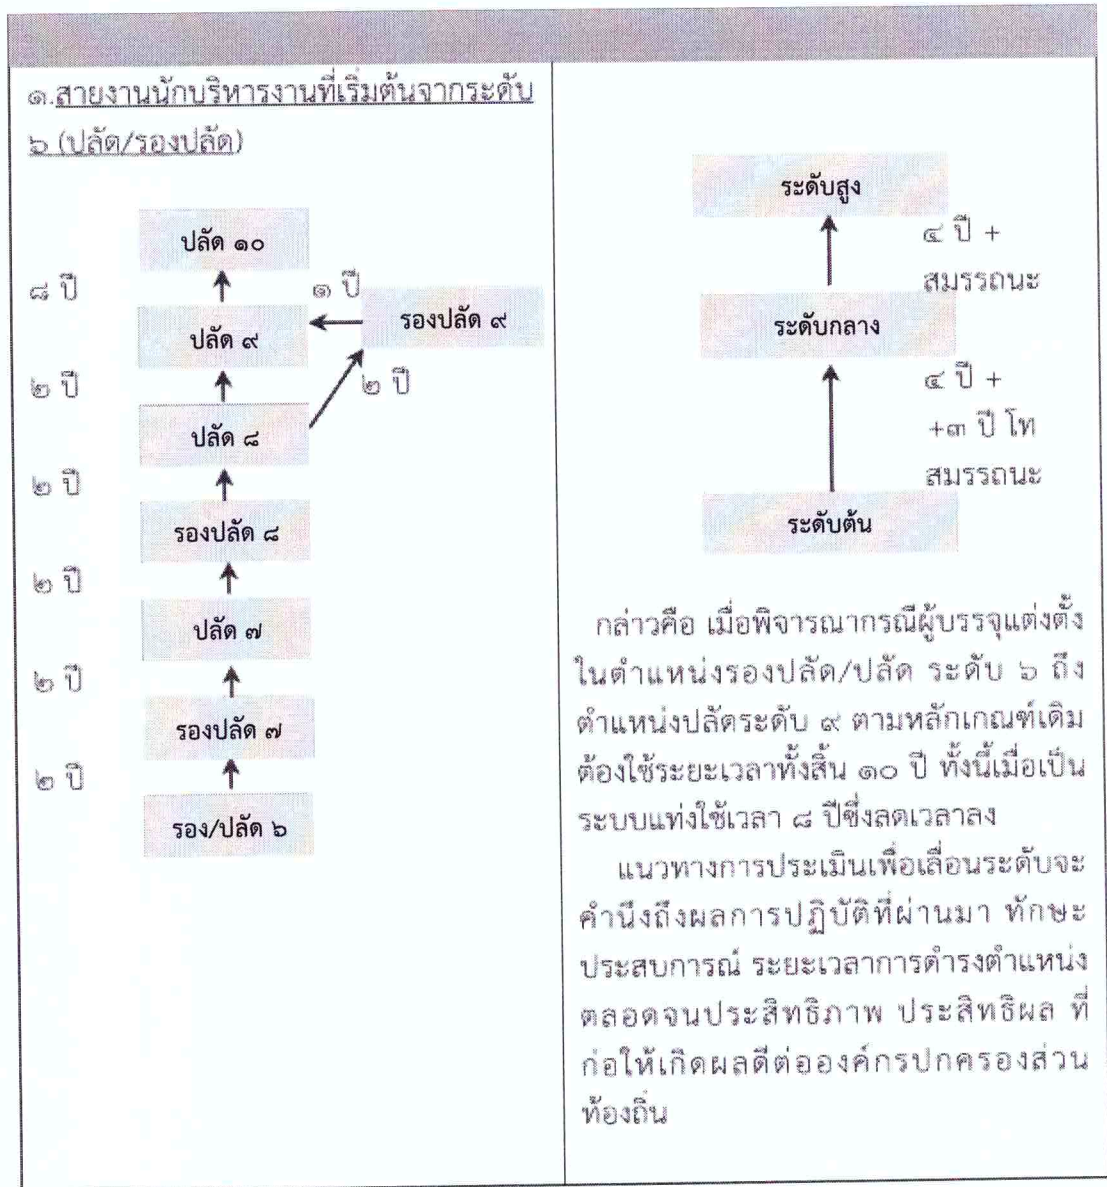 ๑.สายงานนักบริหารงานที่เริ่มต้นจากระดับ
๖ (ปลัด/รองปลัด)
ปลัด ๑๐
๘ ปี
๑ ปี
ปลัด ๙
รองปลัด ๙
๒ ปี
๒ ปี
ปลัด ๘
๒ ปี
รองปลัด ๘
๒ ปี
ปลัด ๗
๒ ปี
รองปลัด ๗
๒ ปี
รอง/ปลัด ๖
ระดับสูง
๔ ปี +
สมรรถนะ
ระดับกลาง
๔ ปี +
+๓ ปี โท
สมรรถนะ
ระดับต้น
กล่าวคือ เมื่อพิจารณากรณีผู้บรรจุแต่งตั้ง
ในตำแหน่งรองปลัด/ปลัด ระดับ ๖ ถึง
ตำแหน่งปลัดระดับ ๙ ตามหลักเกณฑ์เดิม
ต้องใช้ระยะเวลาทั้งสิ้น ๑๐ ปี ทั้งนี้เมื่อเป็น
ระบบแท่งใช้เวลา ๘ ปีซึ่งลดเวลาลง
แนวทางการประเมินเพื่อเลื่อนระดับจะ
คำนึงถึงผลการปฏิบัติที่ผ่านมา ทักษะ
ประสบการณ์ ระยะเวลาการดำรงตำแหน่ง
ตลอดจนประสิทธิภาพ ประสิทธิผล ที่
ก่อให้เกิดผลดีต่อองค์กรปกครองส่วน
ท้องถิ่น